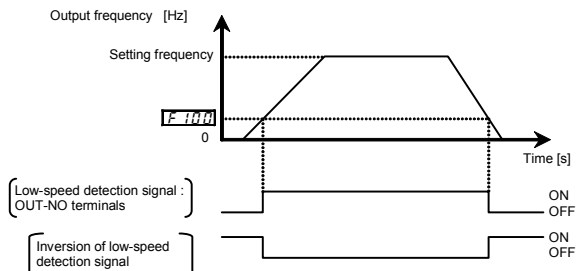 Output frequency [Hz]
Setting frequency
F 100
0
Time [s]
Low-speed detection signal :
OUT-NO terminals
ON
OFF
Inversion of low-speed
detection signal
ON
OFF